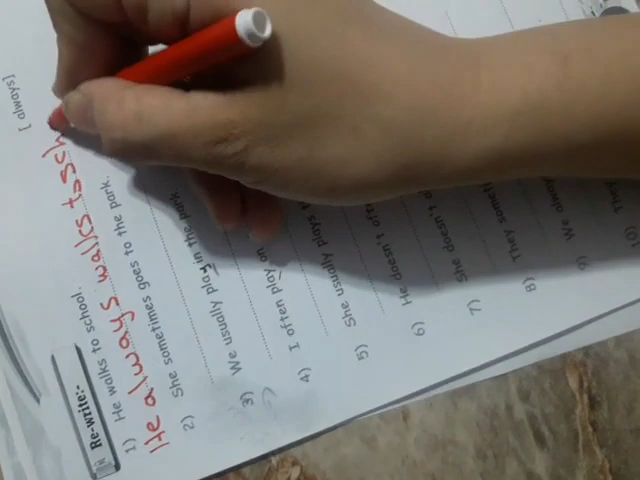 Re-write:-
1) He walks to school. [ always]
He always walks to sch
2) She sometimes goes to the park.
3) We usually play in the park
4) I often play on
5) She usually plays
6) He doesn't
7) She doesn't
8) They
9) We
10) They